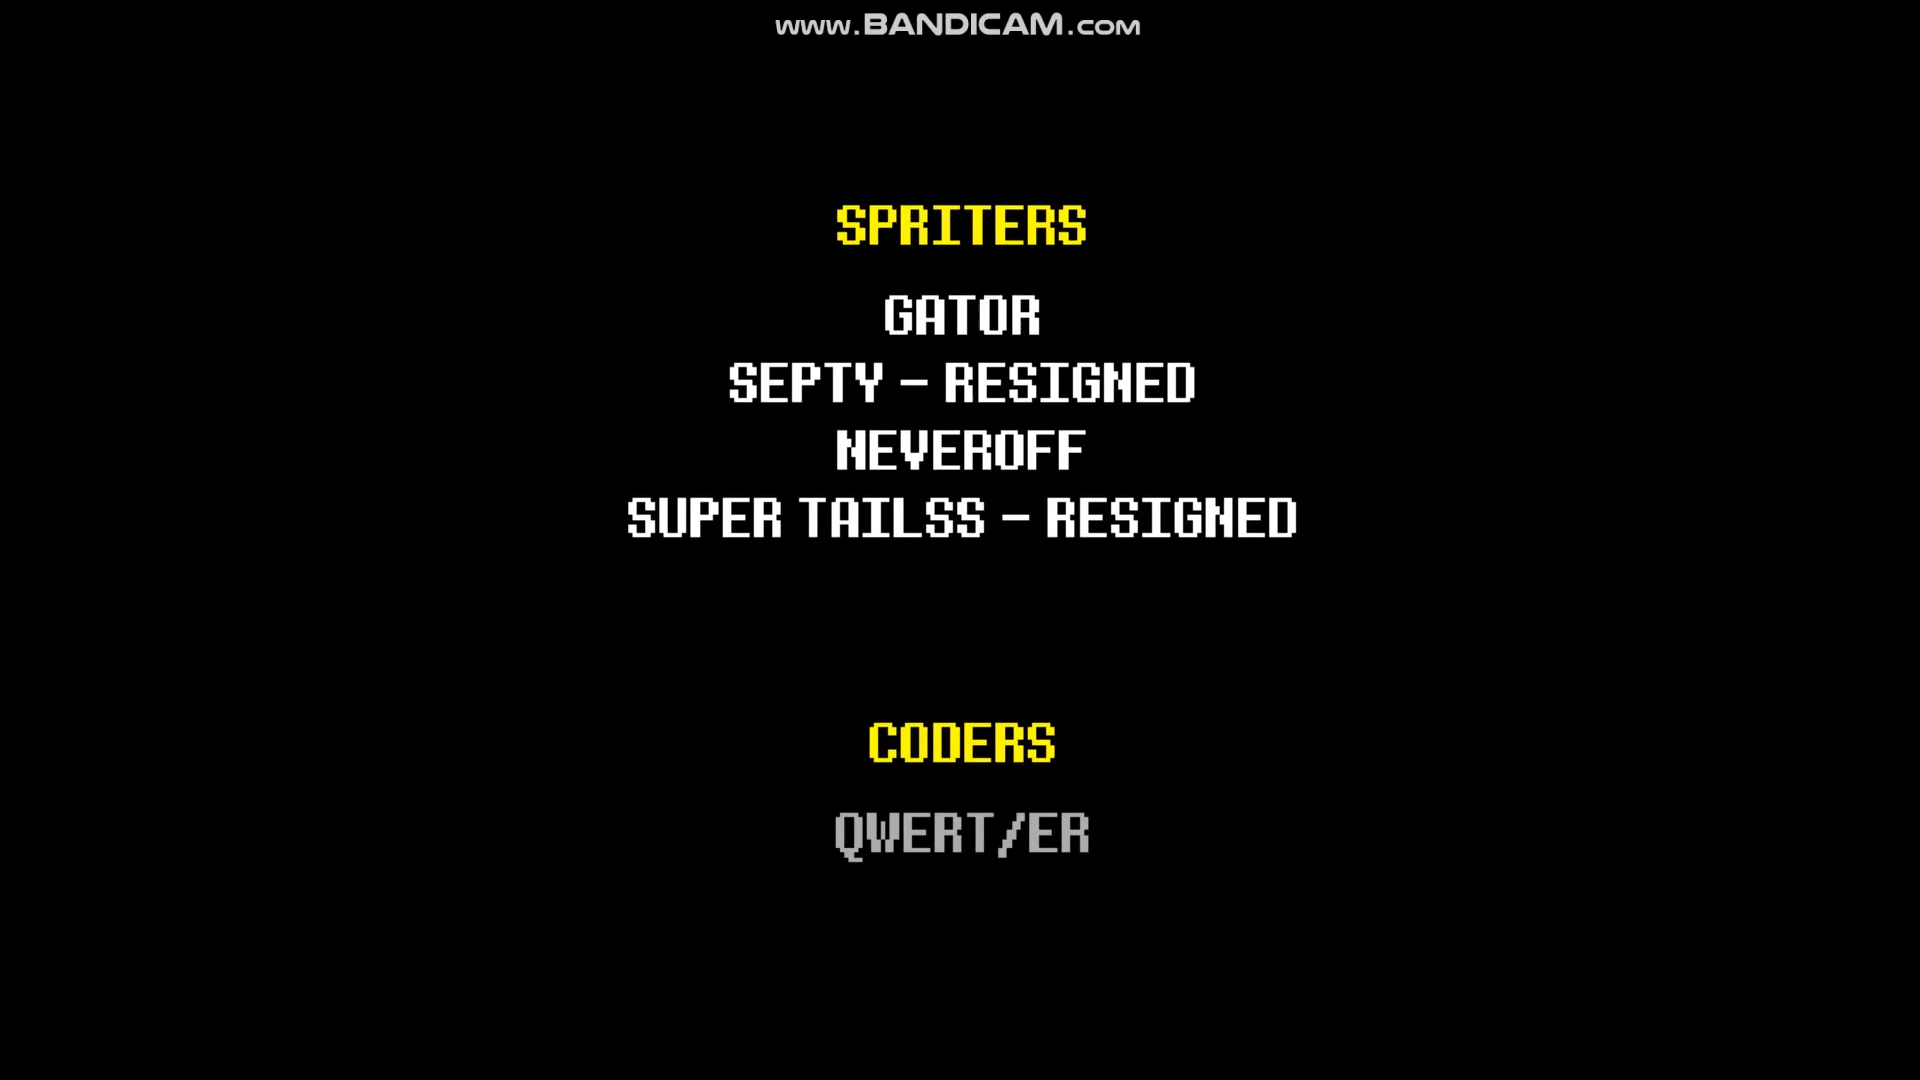 www.BANDICAM.com
SPRITERS
GATOR
SEPTY - RESIGNED
NEVEROFF
SUPER TAILSS - RESIGNED
CODERS
QWERT/ER